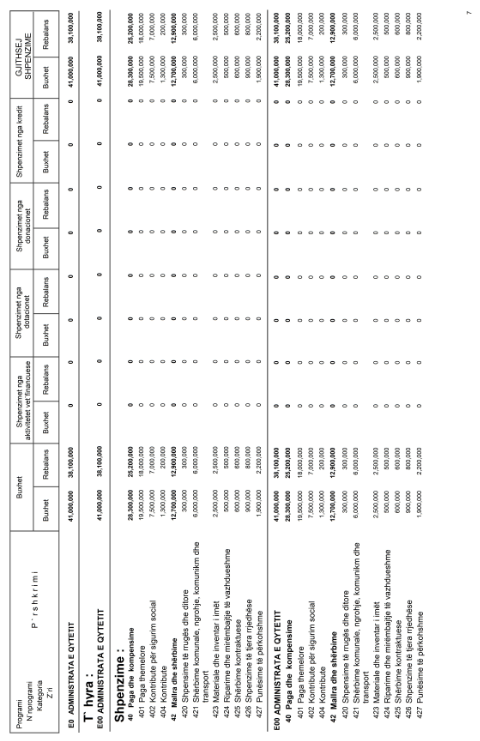 Programi
N nprogrami
Kategoria
Z'ri
P ¨ r s h k r i m i
Buxhet
Shpenzimet nga aktivitetet vet financuese
Shpenzimet nga dotacionet
Shpenzimet nga donacionet
Shpenzimet nga kredit
GJITHSEJ SHPENZIME
Buxhet Rebalans Buxhet Rebalans Buxhet Rebalans Buxhet Rebalans Buxhet Rebalans Buxhet Rebalans
E0 ADMINISTRATA E QYTETIT 41,000,000 38,100,000 0 0 0 0 0 0 0 0 41,000,000 38,100,000
T' hyra :
E00 ADMINISTRATA E QYTETIT 41,000,000 38,100,000 0 0 0 0 0 0 0 0 41,000,000 38,100,000
Shpenzime :
40 Paga dhe kompensime 28,300,000 25,200,000 0 0 0 0 0 0 0 0 28,300,000 25,200,000
401 Paga themelore 19,500,000 18,000,000 0 0 0 0 0 0 0 0 19,500,000 18,000,000
402 Kontribute për sigurim social 7,500,000 7,000,000 0 0 0 0 0 0 0 0 7,500,000 7,000,000
404 Kontribute 1,300,000 200,000 0 0 0 0 0 0 0 0 1,300,000 200,000
42 Mallra dhe shërbime 12,700,000 12,900,000 0 0 0 0 0 0 0 0 12,700,000 12,900,000
420 Shpensime të rrugës dhe ditore 300,000 300,000 0 0 0 0 0 0 0 0 300,000 300,000
421 Shërbime komunale, ngrohje, komunikm dhe transport 6,000,000 6,000,000 0 0 0 0 0 0 0 0 6,000,000 6,000,000
423 Materiale dhe inventar i imët 2,500,000 2,500,000 0 0 0 0 0 0 0 0 2,500,000 2,500,000
424 Riparime dhe mirëmbajtje të vazhdueshme 500,000 500,000 0 0 0 0 0 0 0 0 500,000 500,000
425 Shërbime kontraktuese 600,000 600,000 0 0 0 0 0 0 0 0 600,000 600,000
426 Shpenzime të tjera rrjedhëse 900,000 800,000 0 0 0 0 0 0 0 0 900,000 800,000
427 Punësime të përkohshme 1,900,000 2,200,000 0 0 0 0 0 0 0 0 1,900,000 2,200,000
E00 ADMINISTRATA E QYTETIT 41,000,000 38,100,000 0 0 0 0 0 0 0 0 41,000,000 38,100,000
40 Paga dhe kompensime 28,300,000 25,200,000 0 0 0 0 0 0 0 0 28,300,000 25,200,000
401 Paga themelore 19,500,000 18,000,000 0 0 0 0 0 0 0 0 19,500,000 18,000,000
402 Kontribute për sigurim social 7,500,000 7,000,000 0 0 0 0 0 0 0 0 7,500,000 7,000,000
404 Kontribute 1,300,000 200,000 0 0 0 0 0 0 0 0 1,300,000 200,000
42 Mallra dhe shërbime 12,700,000 12,900,000 0 0 0 0 0 0 0 0 12,700,000 12,900,000
420 Shpensime të rrugës dhe ditore 300,000 300,000 0 0 0 0 0 0 0 0 300,000 300,000
421 Shërbime komunale, ngrohje, komunikm dhe transport 6,000,000 6,000,000 0 0 0 0 0 0 0 0 6,000,000 6,000,000
423 Materiale dhe inventar i imët 2,500,000 2,500,000 0 0 0 0 0 0 0 0 2,500,000 2,500,000
424 Riparime dhe mirëmbajtje të vazhdueshme 500,000 500,000 0 0 0 0 0 0 0 0 500,000 500,000
425 Shërbime kontraktuese 600,000 600,000 0 0 0 0 0 0 0 0 600,000 600,000
426 Shpenzime të tjera rrjedhëse 900,000 800,000 0 0 0 0 0 0 0 0 900,000 800,000
427 Punësime të përkohshme 1,900,000 2,200,000 0 0 0 0 0 0 0 0 1,900,000 2,200,000
7